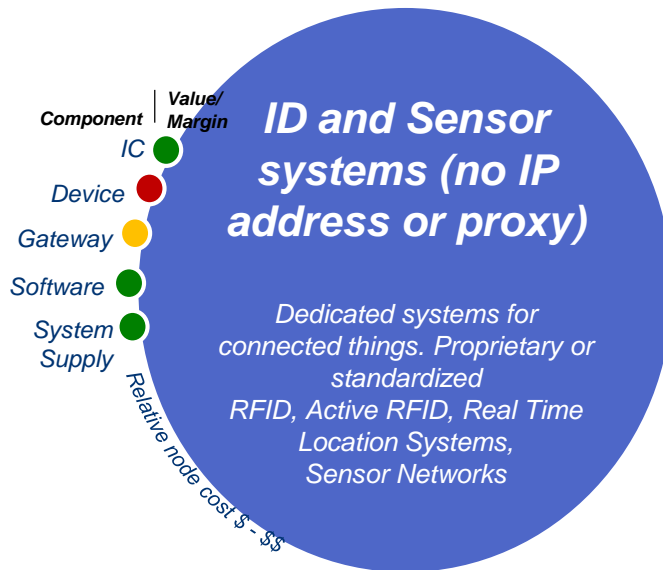 Component
Value/
Margin
IC
Device
Gateway
Software
System
Supply
Relative node cost $ - $$
ID and Sensor
systems (no IP
address or proxy)
Dedicated systems for
connected things. Proprietary or
standardized
RFID, Active RFID, Real Time
Location Systems,
Sensor Networks